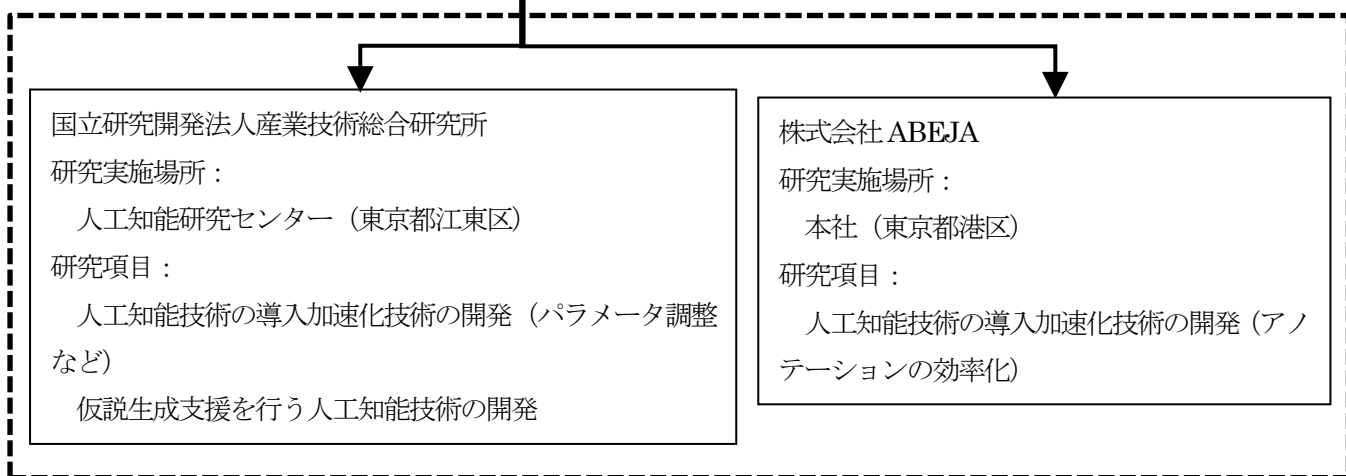 国立研究開発法人産業技術総合研究所
研究実施場所：
人工知能研究センター（東京都江東区）
研究項目：
人工知能技術の導入加速化技術の開発（パラメータ調整
など）
仮説生成支援を行う人工知能技術の開発
株式会社 ABEJA
研究実施場所：
本社（東京都港区）
研究項目：
人工知能技術の導入加速化技術の開発（アノ
テーションの効率化）